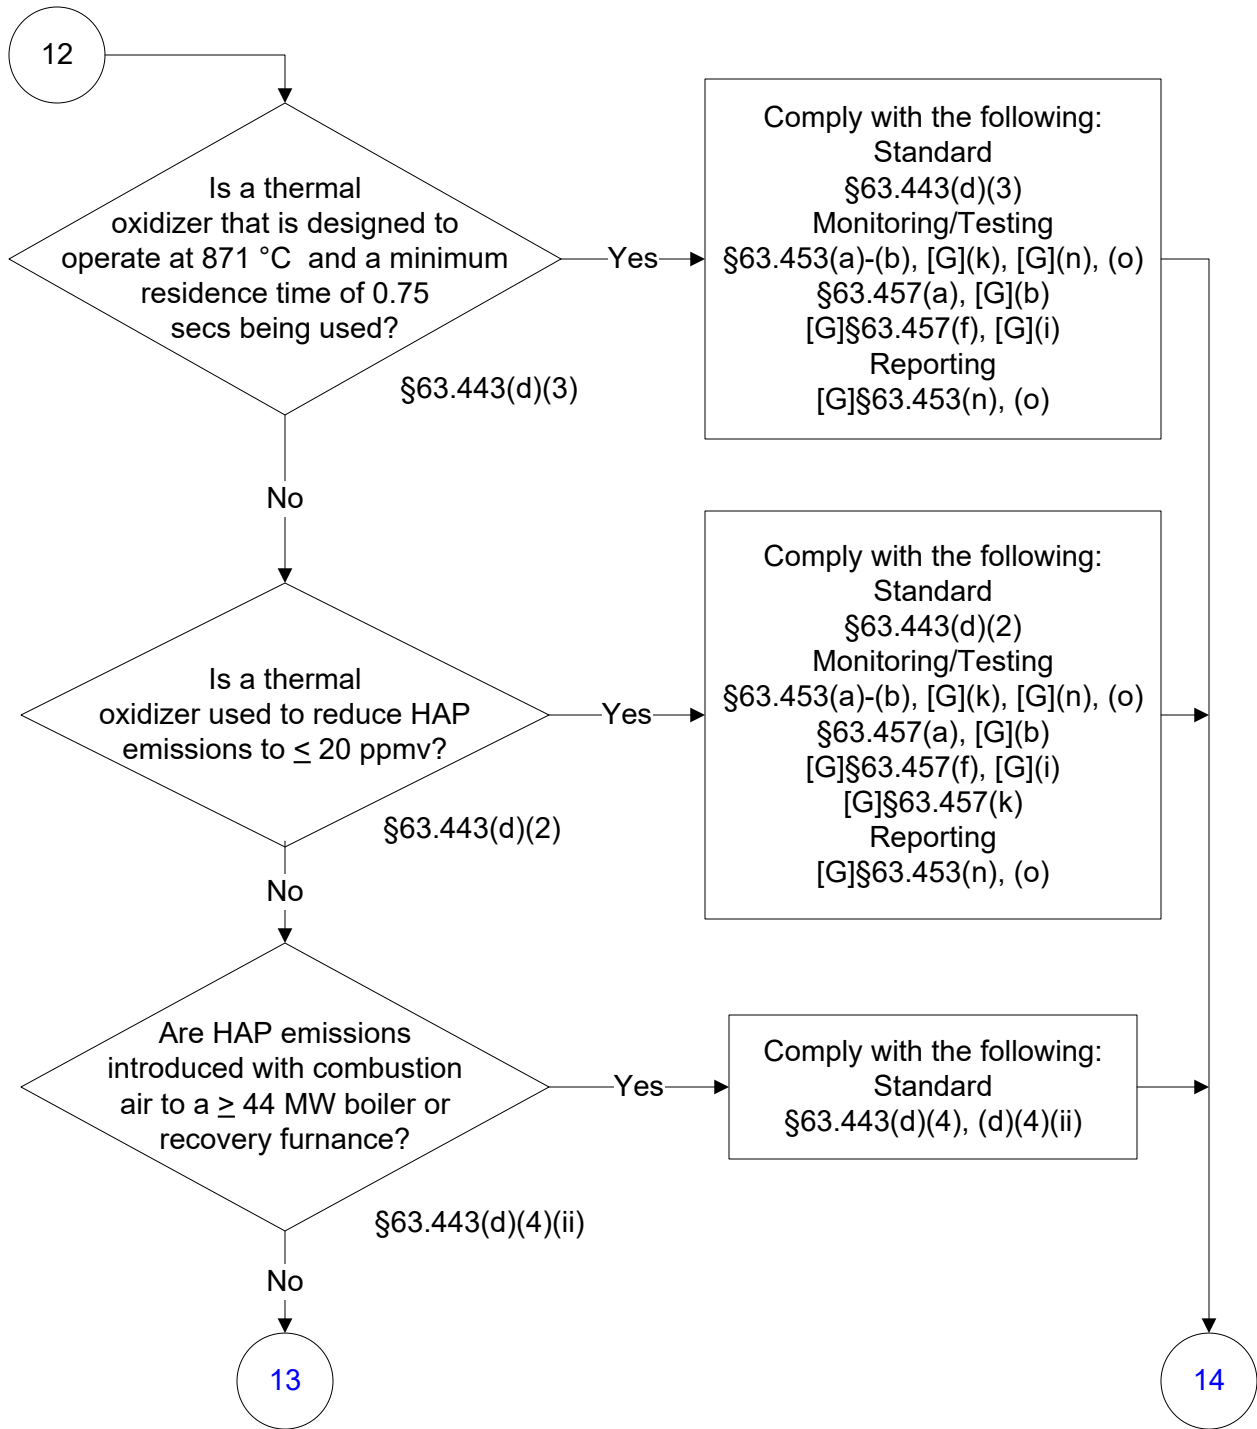 12
Is a thermal
oxidizer that is designed to
operate at 871 °C and a minimum
residence time of 0.75
secs being used?
§63.443(d)(3)
Yes
Comply with the following:
Standard
§63.443(d)(3)
Monitoring/Testing
§63.453(a)-(b), [G](k), [G](n), (o)
§63.457(a), [G](b)
[G]§63.457(f), [G](i)
Reporting
[G]§63.453(n), (o)
No
Is a thermal
oxidizer used to reduce HAP
emissions to ≤ 20 ppmv?
§63.443(d)(2)
Yes
Comply with the following:
Standard
§63.443(d)(2)
Monitoring/Testing
§63.453(a)-(b), [G](k), [G](n), (o)
§63.457(a), [G](b)
[G]§63.457(f), [G](i)
[G]§63.457(k)
Reporting
[G]§63.453(n), (o)
No
Are HAP emissions
introduced with combustion
air to a ≥ 44 MW boiler or
recovery furnance?
§63.443(d)(4)(ii)
Yes
Comply with the following:
Standard
§63.443(d)(4), (d)(4)(ii)
No
13
14